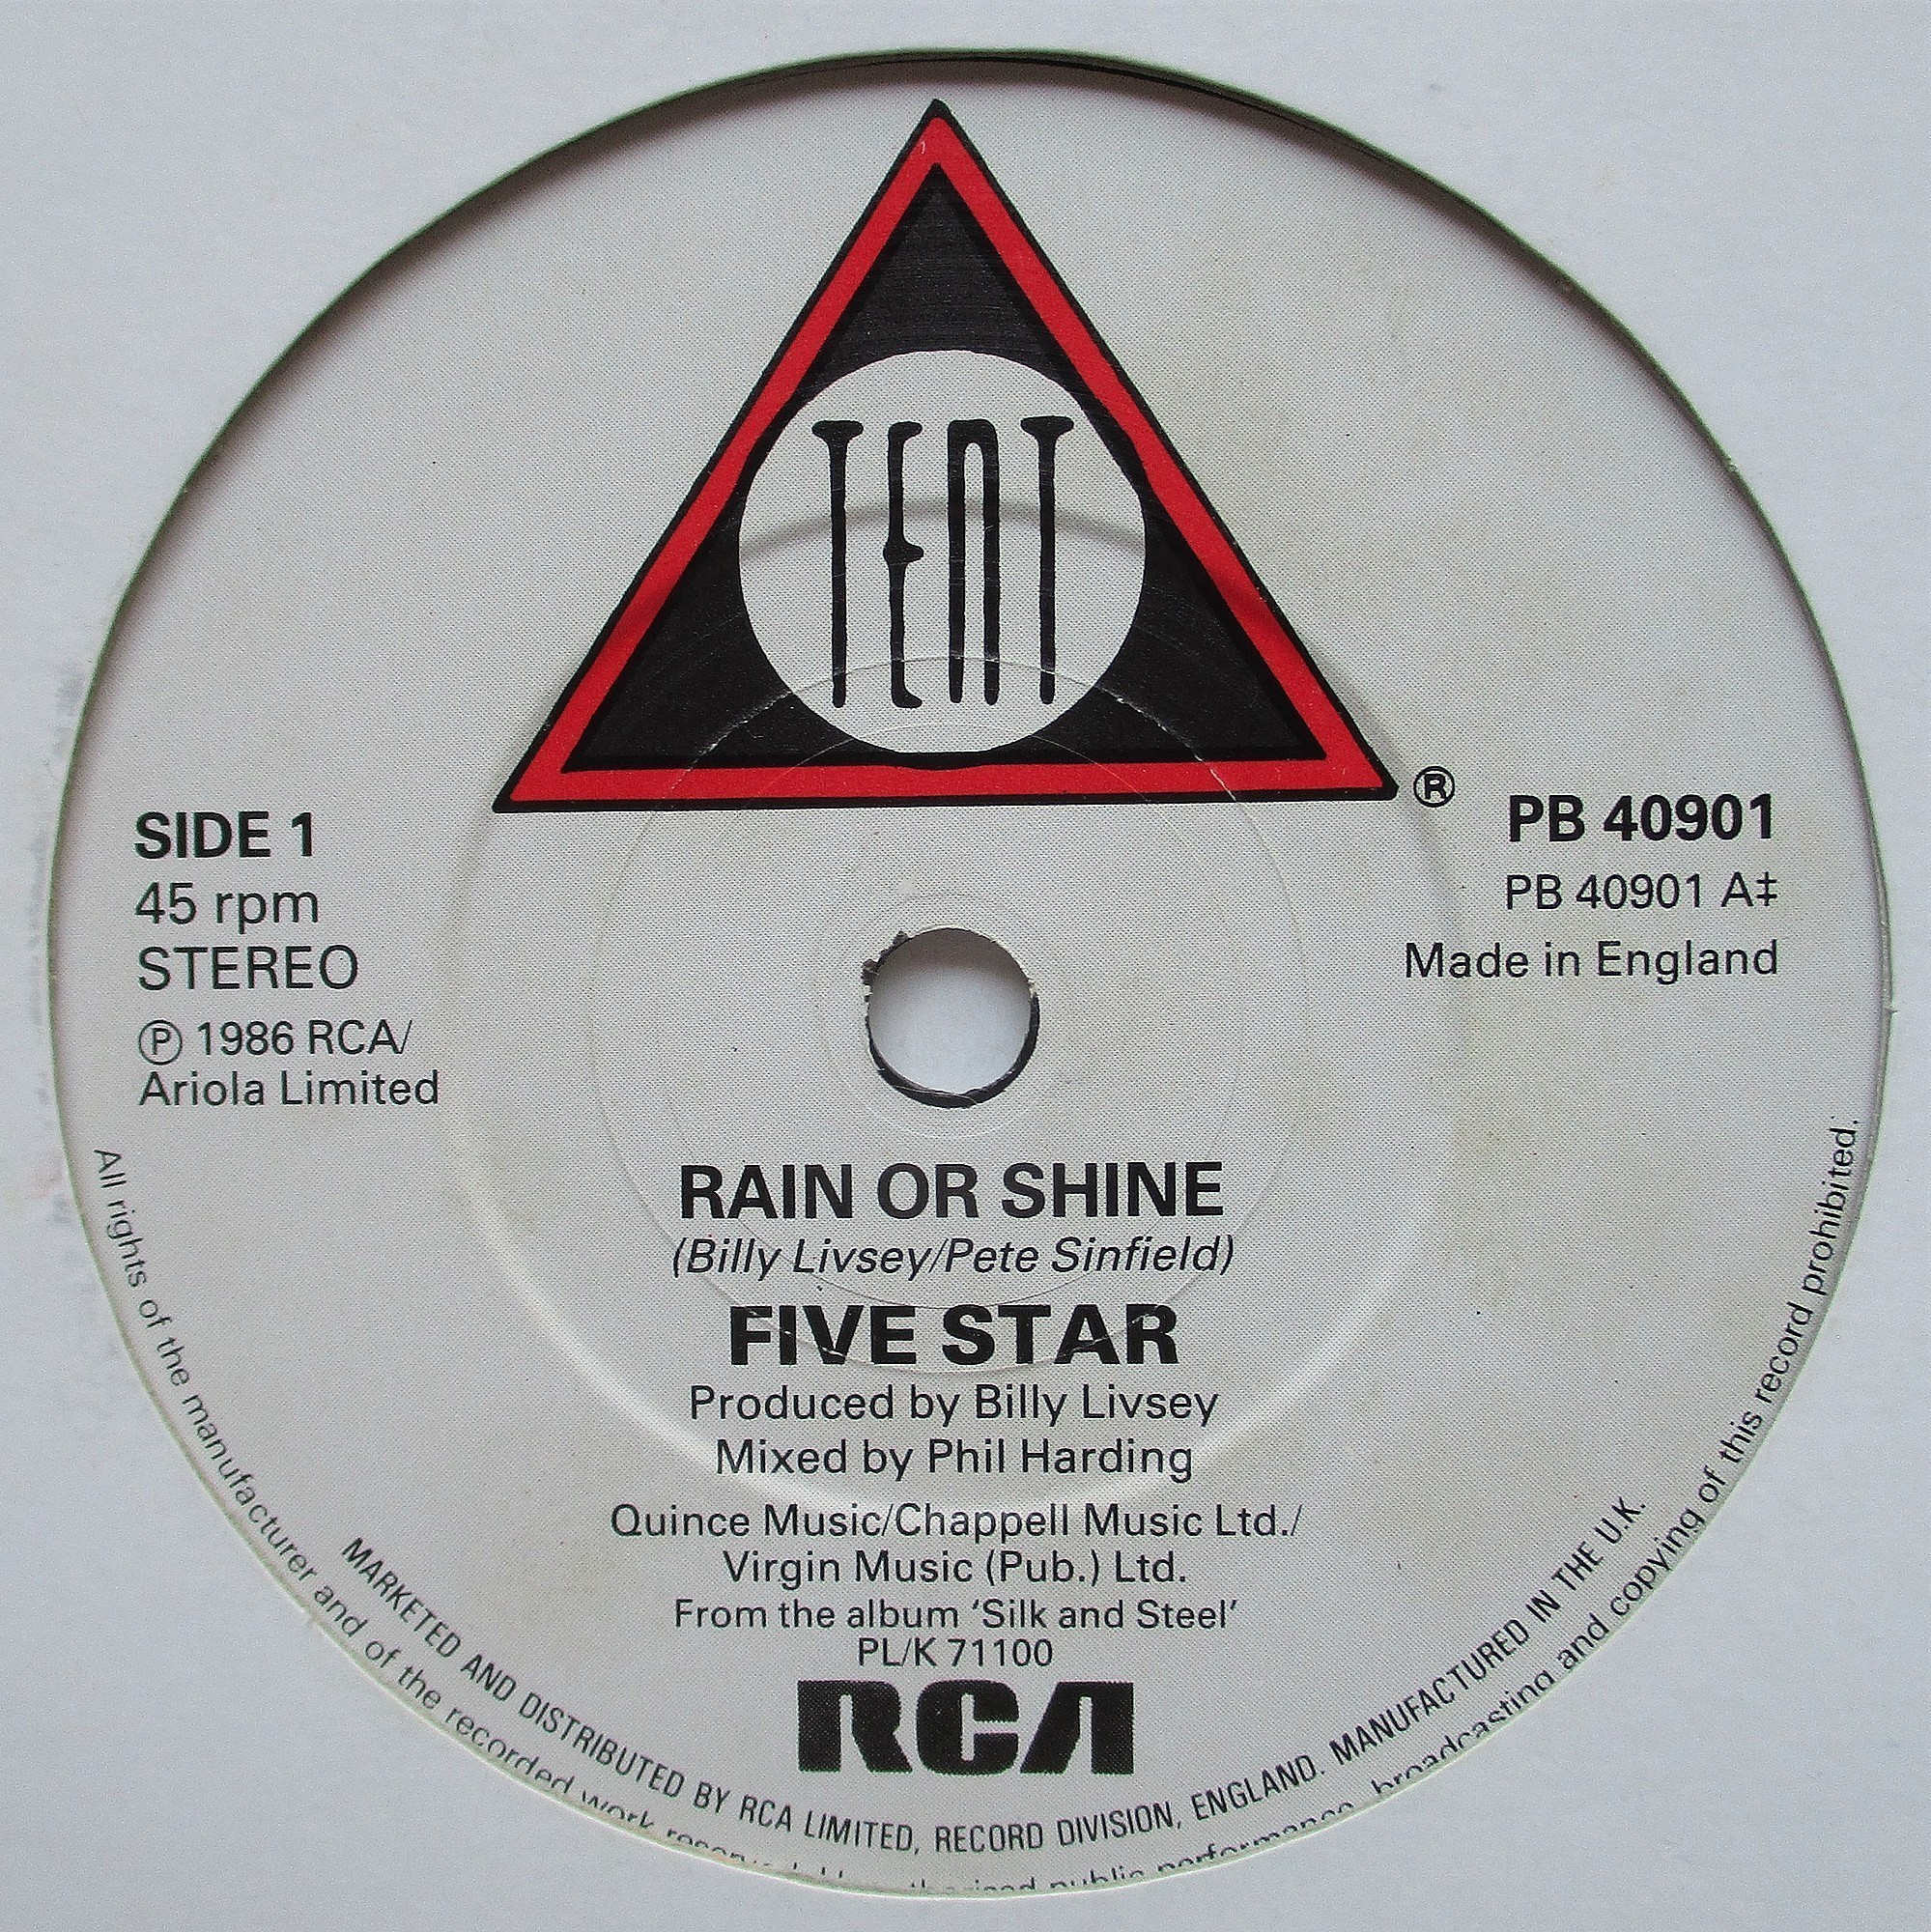 TENT
®
SIDE 1
45 rpm
STEREO
℗ 1986 RCA/
Ariola Limited
PB 40901
PB 40901 A‡
Made in England
RAIN OR SHINE
(Billy Livsey/Pete Sinfield)
FIVE STAR
Produced by Billy Livsey
Mixed by Phil Harding
Quince Music/Chappell Music Ltd./
Virgin Music (Pub.) Ltd.
From the album ‘Silk and Steel’
PL/K 71100
RCA
MARKETED AND DISTRIBUTED BY RCA LIMITED, RECORD DIVISION, ENGLAND. MANUFACTURED IN THE U.K.
All rights of the manufacturer and of the recorded work public performance, broadcasting and copying of this record prohibited.